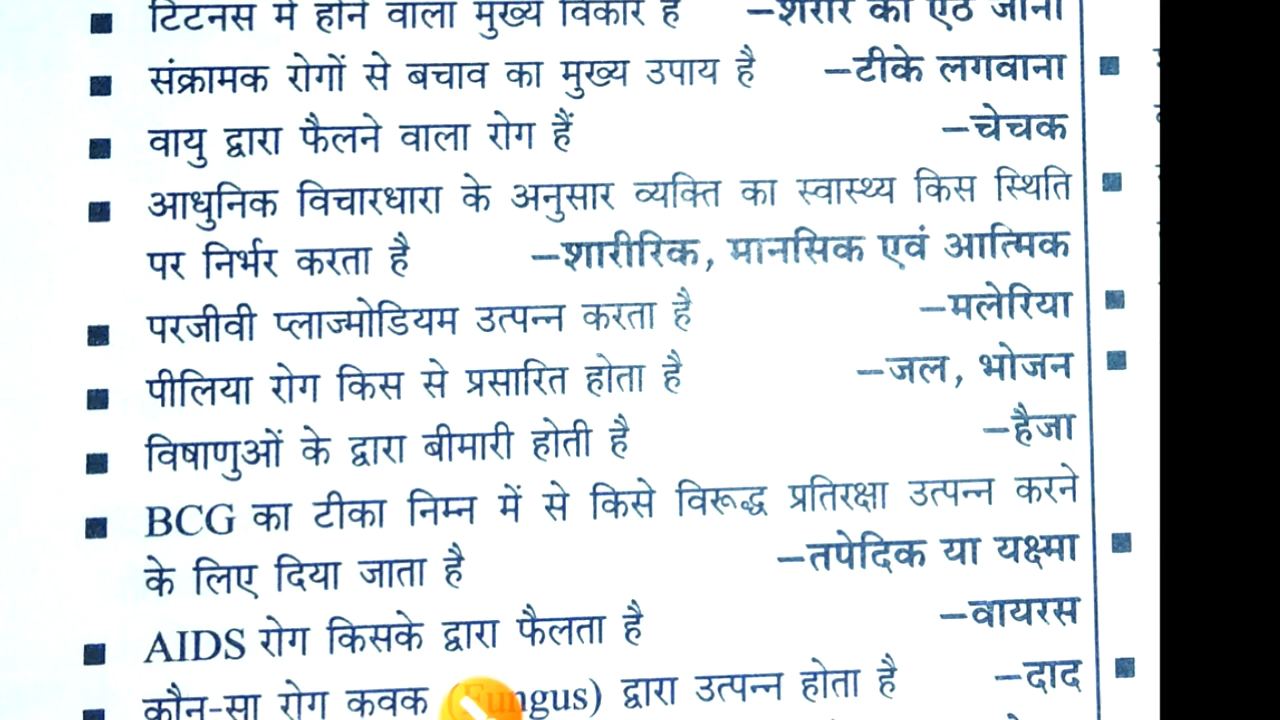 टिटनस में होने वाला मुख्य विकार है –शरीर का ऐंठ जाना
संक्रामक रोगों से बचाव का मुख्य उपाय है –टीके लगवाना
वायु द्वारा फैलने वाला रोग हैं –चेचक
आधुनिक विचारधारा के अनुसार व्यक्ति का स्वास्थ्य किस स्थिति
पर निर्भर करता है –शारीरिक, मानसिक एवं आत्मिक
परजीवी प्लाज्मोडियम उत्पन्न करता है –मलेरिया
पीलिया रोग किस से प्रसारित होता है –जल, भोजन
विषाणुओं के द्वारा बीमारी होती है –हैजा
BCG का टीका निम्न में से किसे विरूद्ध प्रतिरक्षा उत्पन्न करने
के लिए दिया जाता है –तपेदिक या यक्ष्मा
AIDS रोग किसके द्वारा फैलता है –वायरस
कौन-सा रोग कवक (Fungus) द्वारा उत्पन्न होता है –दाद